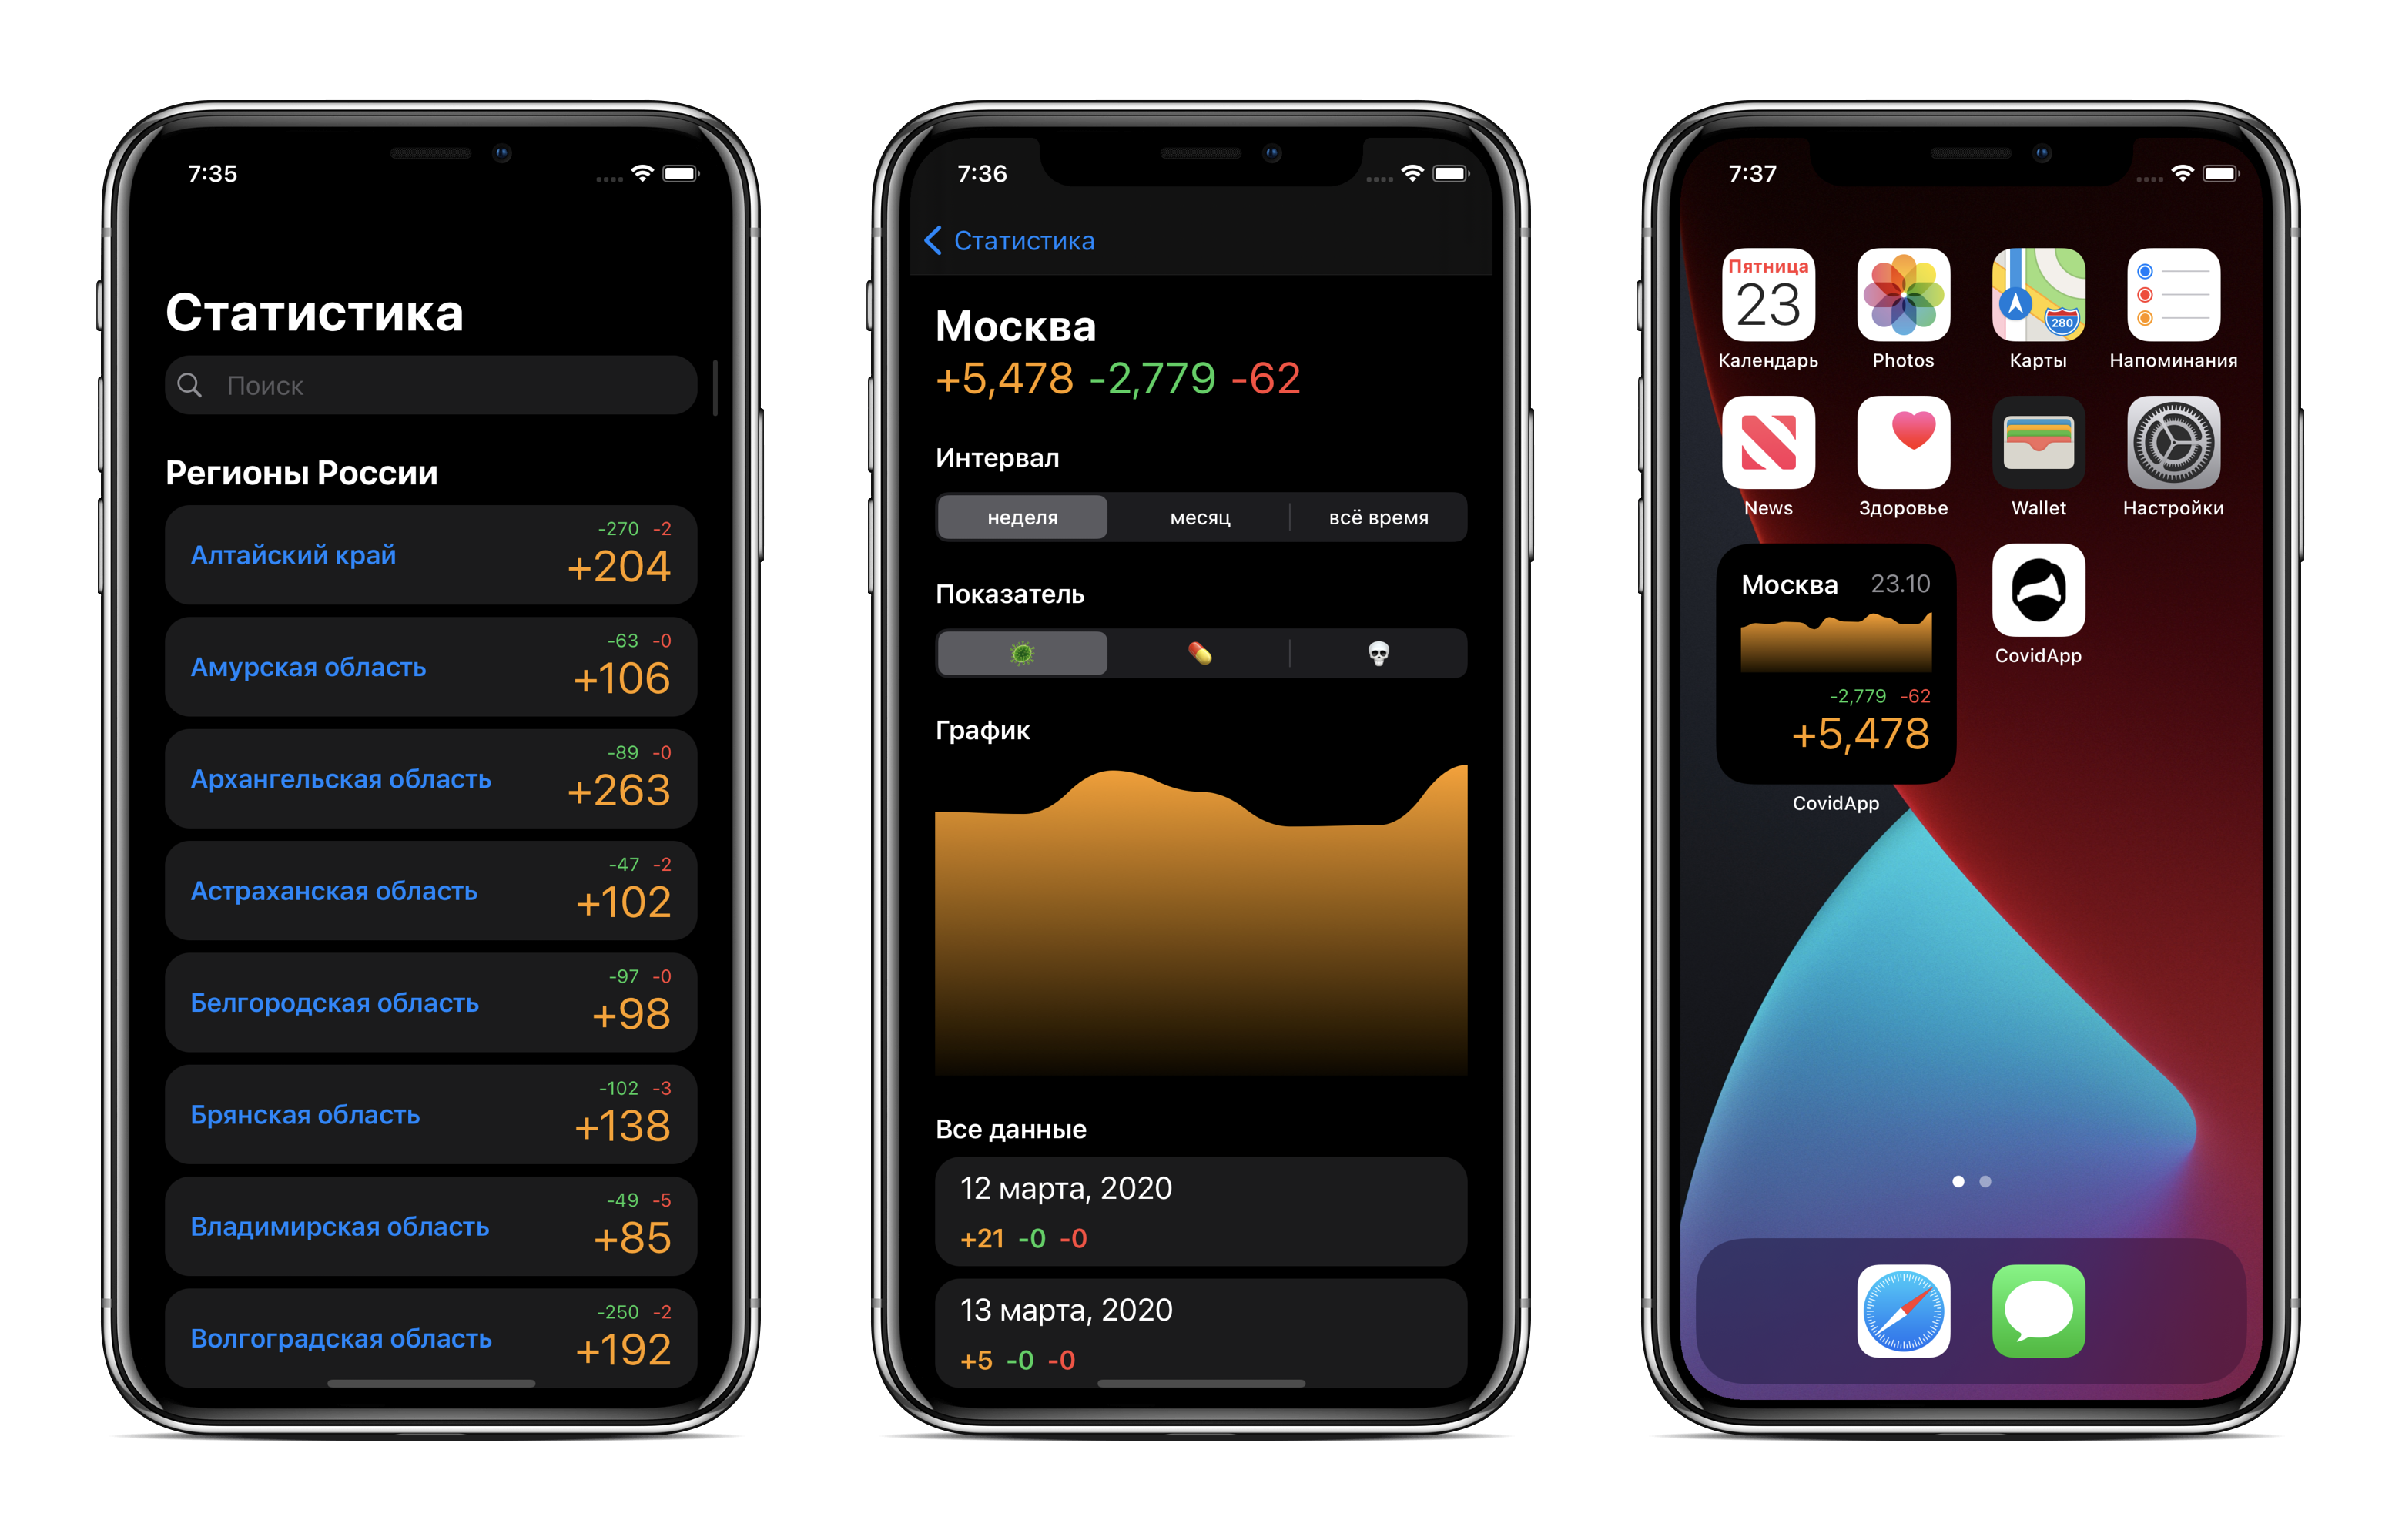 7:35
Статистика
Поиск
Регионы России
-270 -2
Алтайский край
+204
-63 -0
Амурская область
+106
-89 -0
Архангельская область
+263
-47 -2
Астраханская область
+102
-97 -0
Белгородская область
+98
-102 -3
Брянская область
+138
-49 -5
Владимирская область
+85
-250 -2
Волгоградская область
+192
7:36
Статистика
Москва
+5,478 -2,779 -62
Интервал
неделя месяц всё время
Показатель
График
Все данные
12 марта, 2020
+21 -0 -0
13 марта, 2020
+5 -0 -0
7:37
Пятница
23
280
Календарь Photos Карты Напоминания
News Здоровье Wallet Настройки
Москва 23.10
-2,779 -62
+5,478
CovidApp
CovidApp